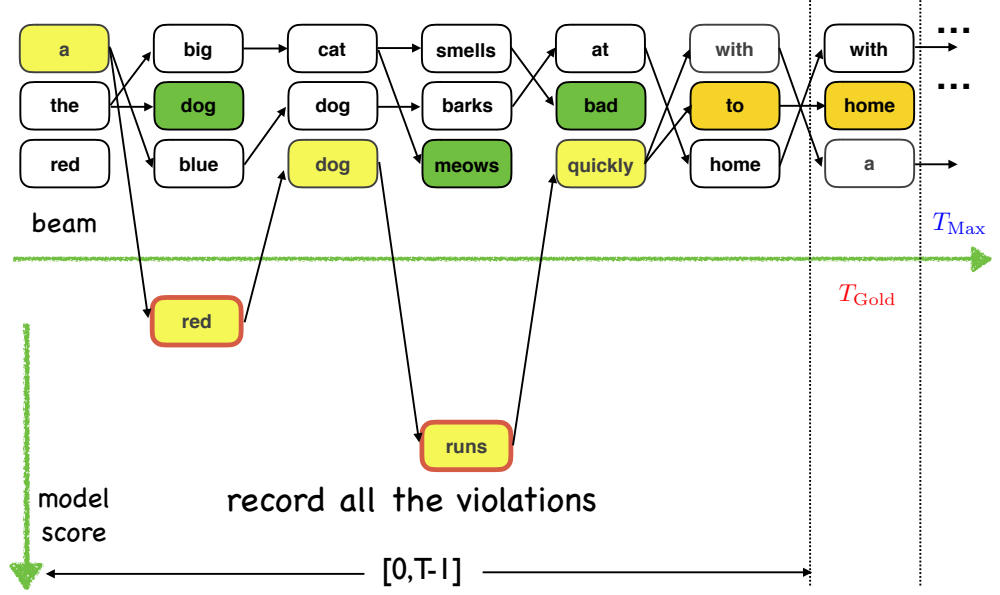 a big cat smells at with with ...
the dog dog barks bad to home ...
red blue dog meows quickly home a
beam
T_Max
T_Gold
red
runs
model
score
record all the violations
[0,T-1]